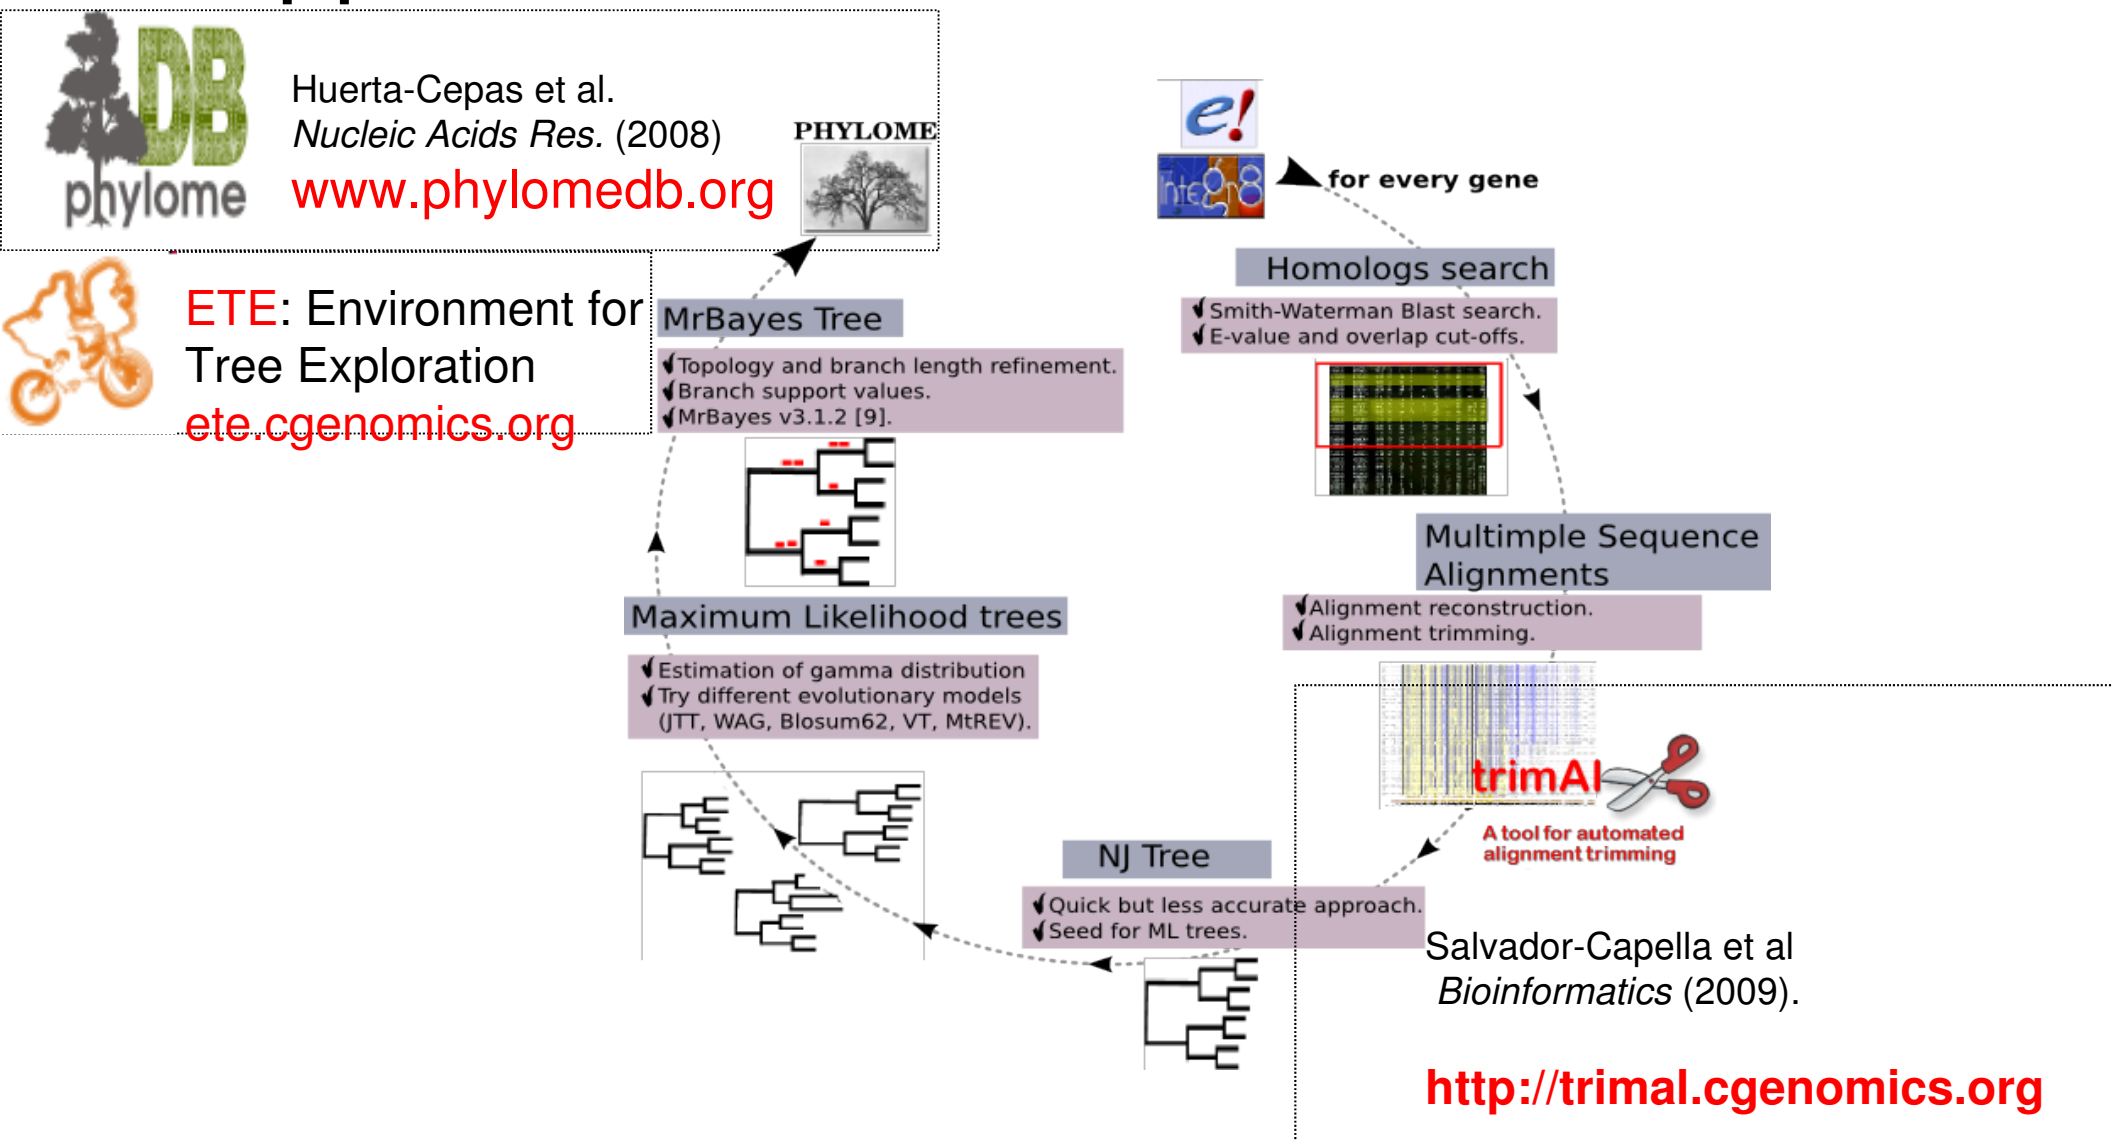 DB
phylome
Huerta-Cepas et al.
Nucleic Acids Res. (2008)
www.phylomedb.org
PHYLOME
ETE: Environment for
Tree Exploration
ete.cgenomics.org
e!
Integr8
for every gene
Homologs search
Smith-Waterman Blast search.
E-value and overlap cut-offs.
Multimple Sequence
Alignments
Alignment reconstruction.
Alignment trimming.
trimAl
A tool for automated
alignment trimming
Salvador-Capella et al
Bioinformatics (2009).
http://trimal.cgenomics.org
NJ Tree
Quick but less accurate approach.
Seed for ML trees.
Maximum Likelihood trees
Estimation of gamma distribution
Try different evolutionary models
(JTT, WAG, Blosum62, VT, MtREV).
MrBayes Tree
Topology and branch length refinement.
Branch support values.
MrBayes v3.1.2 [9].